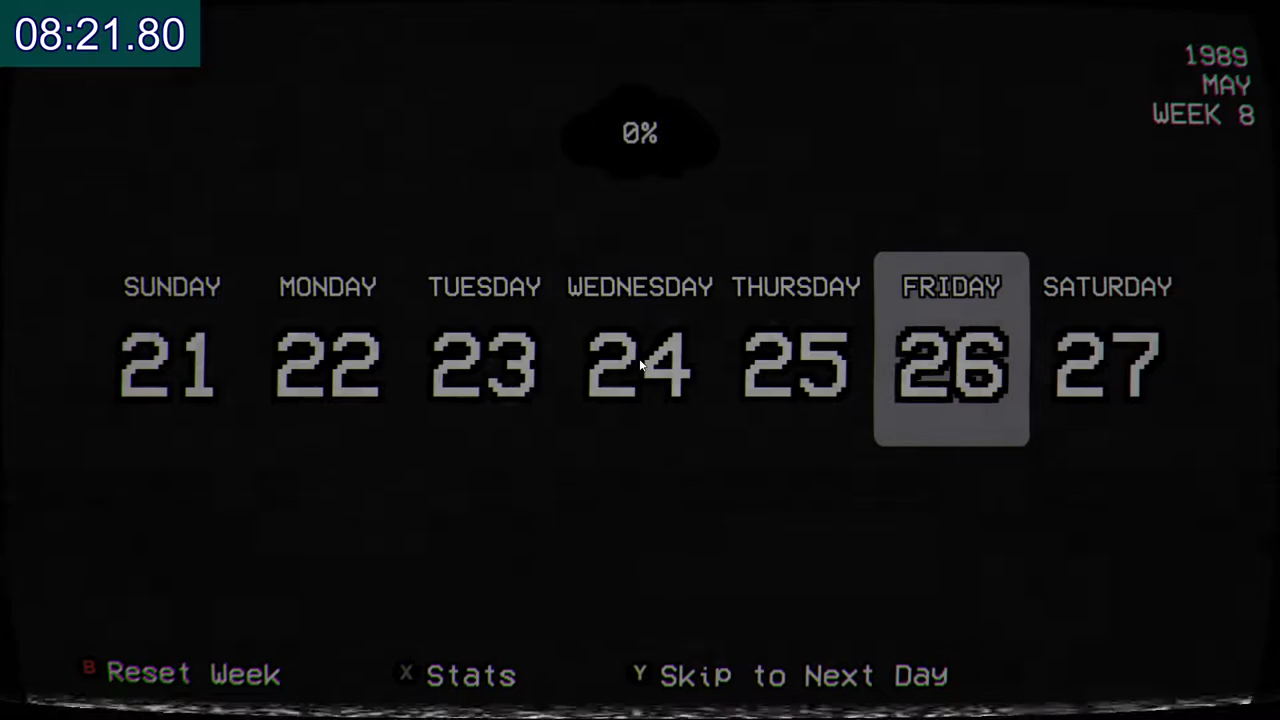 08:21.80
1989
MAY
WEEK 8
0%
SUNDAY MONDAY TUESDAY WEDNESDAY THURSDAY FRIDAY SATURDAY
21 22 23 24 25 26 27
B Reset Week X Stats Y Skip to Next Day